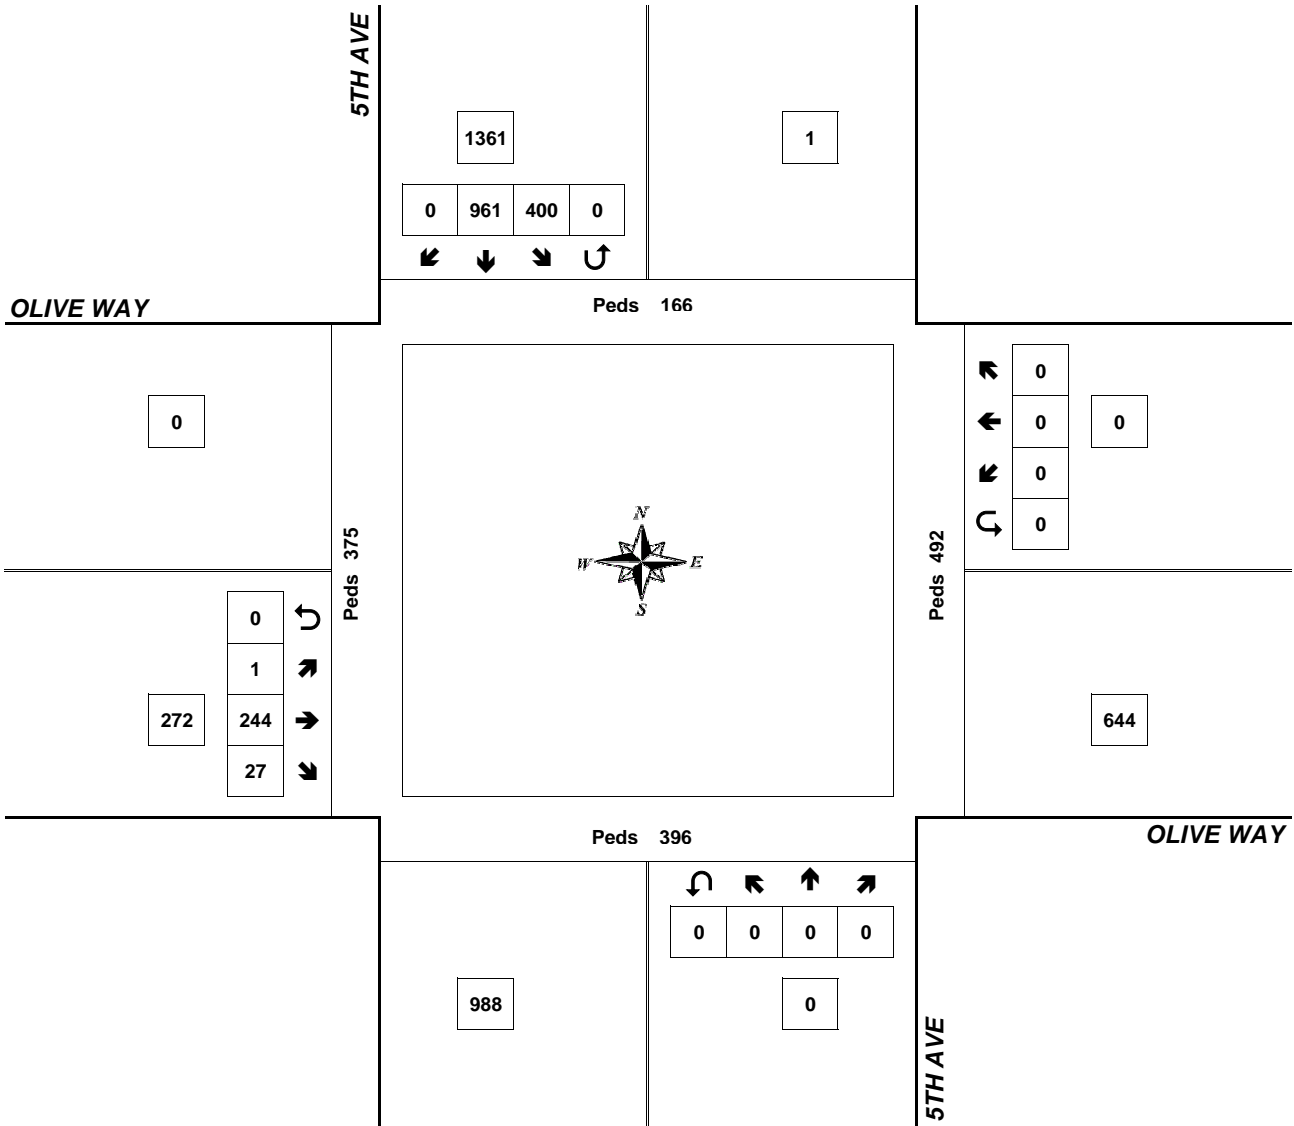 5TH AVE
1361
1
0 961 400 0
OLIVE WAY
Peds 166
0
0
0
0
0
0
N
W E
S
Peds 375
Peds 492
0
1
272 244
27
644
Peds 396
OLIVE WAY
0 0 0 0
988
0
5TH AVE